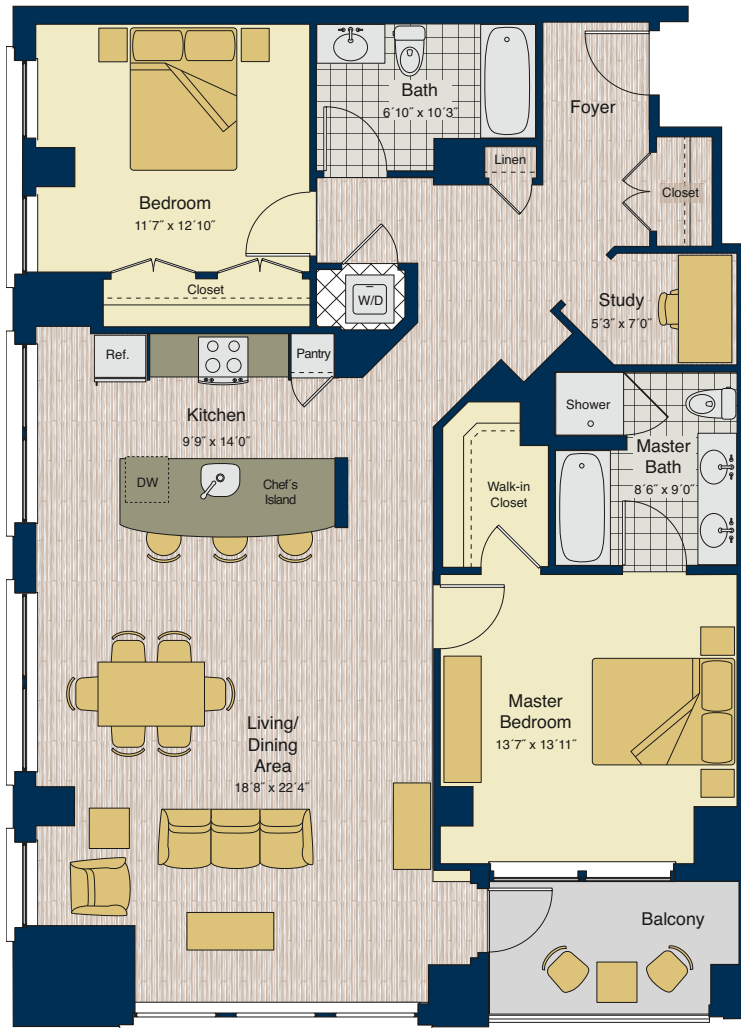 Bath
6´10˝ x 10´3˝
Foyer
Linen
Closet
Bedroom
11´7˝ x 12´10˝
Closet
W/D
Study
5´3˝ x 7´0˝
Ref.
Pantry
Kitchen
9´9˝ x 14´0˝
Shower
Master
Bath
8´6˝ x 9´0˝
DW
Chef´s
Island
Walk-in
Closet
Master
Bedroom
13´7˝ x 13´11˝
Living/
Dining
Area
18´8˝ x 22´4˝
Balcony